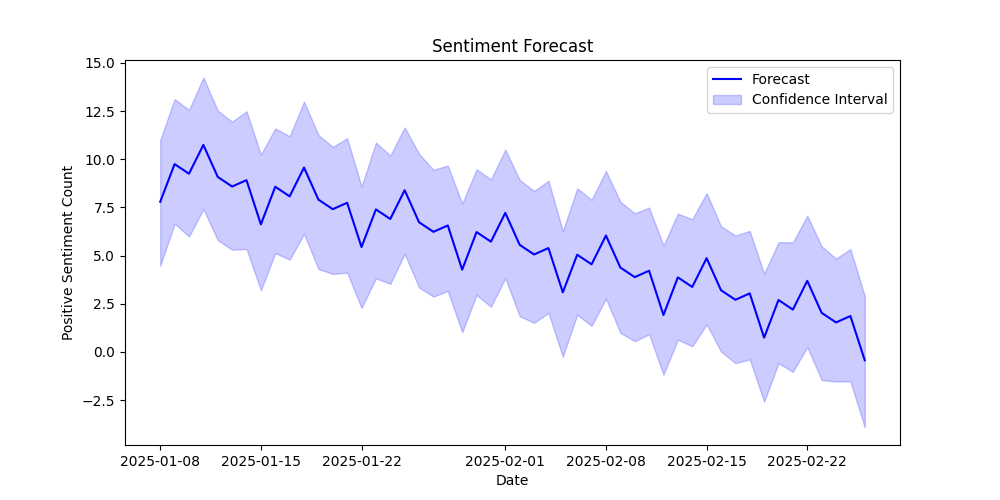 Sentiment Forecast
Forecast
Confidence Interval
Positive Sentiment Count
15.0
12.5
10.0
7.5
5.0
2.5
0.0
−2.5
2025-01-08 2025-01-15 2025-01-22 2025-02-01 2025-02-08 2025-02-15 2025-02-22
Date